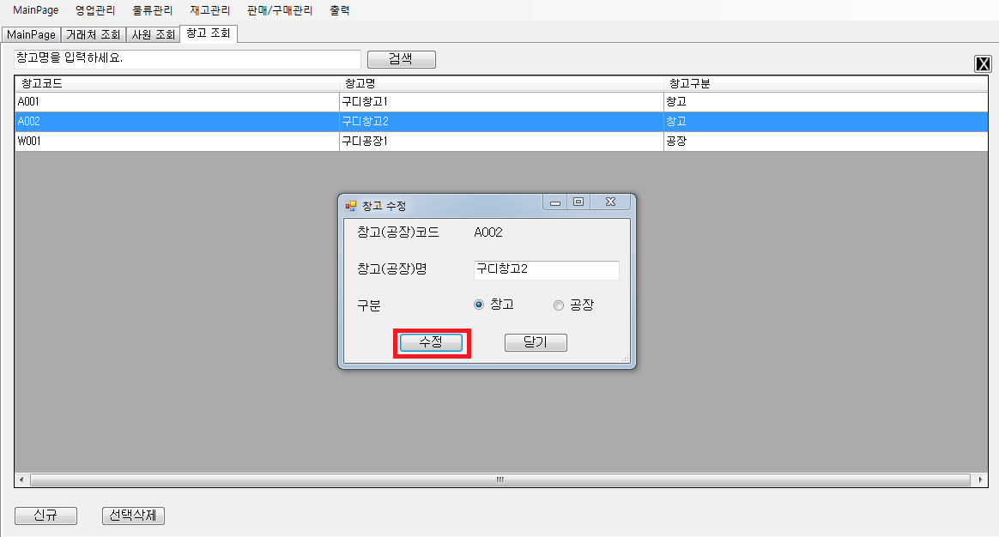 MainPage 영업관리 물류관리 재고관리 판매/구매관리 출력
MainPage 거래처 조회 사원 조회 창고 조회
창고명을 입력하세요. 검색
X
창고코드 창고명 창고구분
A001 구디창고1 창고
A002 구디창고2 창고
W001 구디공장1 공장
창고 수정
창고(공장)코드 A002
창고(공장)명 구디창고2
구분 창고 공장
수정 닫기
신규 선택삭제